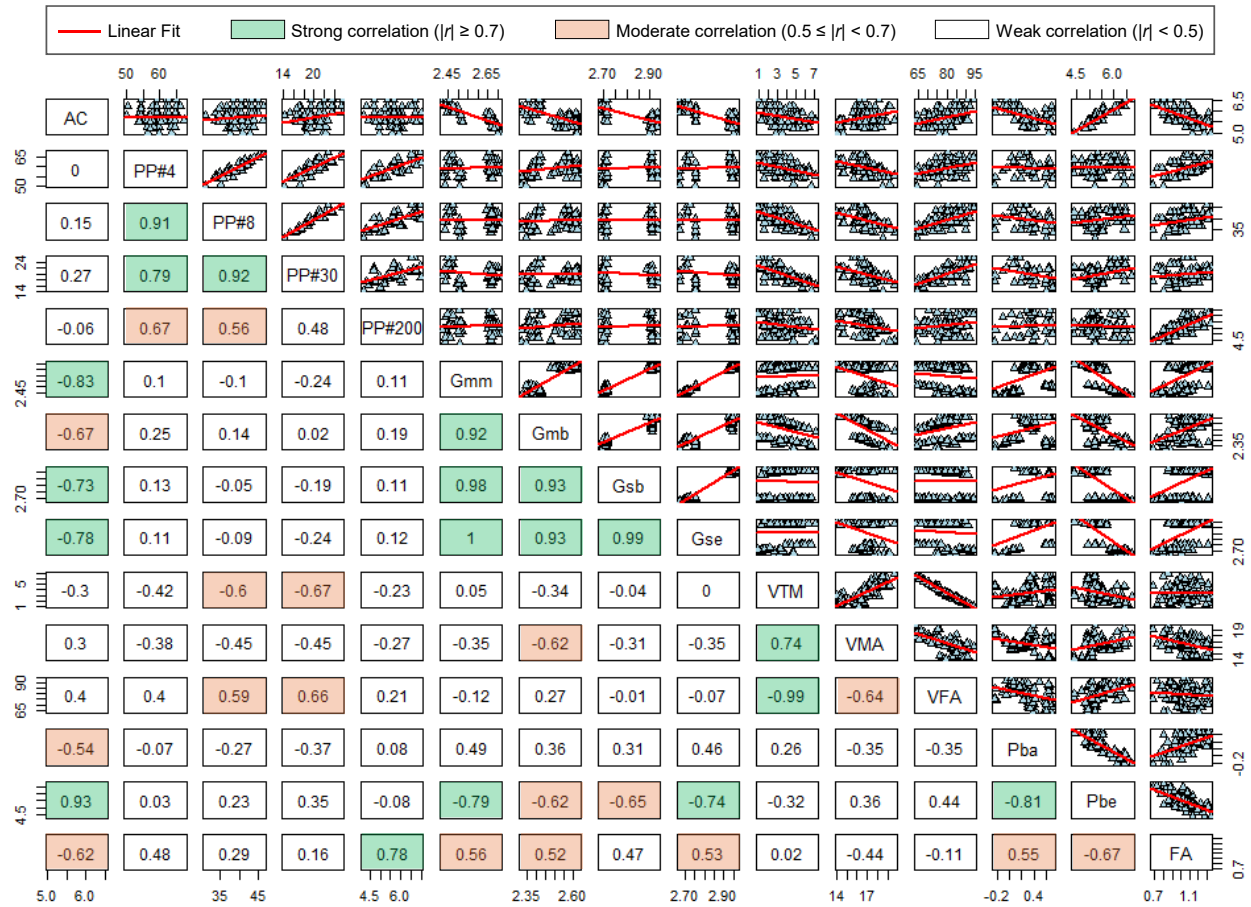 Linear Fit Strong correlation (|r| ≥ 0.7) Moderate correlation (0.5 ≤ |r| < 0.7) Weak correlation (|r| < 0.5)
50 60 14 20 2.45 2.65 2.70 2.90 1 3 5 7 65 80 95 4.5 6.0
AC 5.0 6.5
50 65 0 PP#4
0.15 0.91 PP#8 35
14 24 0.27 0.79 0.92 PP#30
-0.06 0.67 0.56 0.48 PP#200 4.5
2.45 -0.83 0.1 -0.1 -0.24 0.11 Gmm
-0.67 0.25 0.14 0.02 0.19 0.92 Gmb 2.35
2.70 -0.73 0.13 -0.05 -0.19 0.11 0.98 0.93 Gsb
-0.78 0.11 -0.09 -0.24 0.12 1 0.93 0.99 Gse 2.70
1 5 -0.3 -0.42 -0.6 -0.67 -0.23 0.05 -0.34 -0.04 0 VTM
0.3 -0.38 -0.45 -0.45 -0.27 -0.35 -0.62 -0.31 -0.35 0.74 VMA 14 19
65 90 0.4 0.4 0.59 0.66 0.21 -0.12 0.27 -0.01 -0.07 -0.99 -0.64 VFA
-0.54 -0.07 -0.27 -0.37 0.08 0.49 0.36 0.31 0.46 0.26 -0.35 -0.35 Pba -0.2
4.5 0.93 0.03 0.23 0.35 -0.08 -0.79 -0.62 -0.65 -0.74 -0.32 0.36 0.44 -0.81 Pbe
-0.62 0.48 0.29 0.16 0.78 0.56 0.52 0.47 0.53 0.02 -0.44 -0.11 0.55 -0.67 FA 0.7
5.0 6.0 35 45 4.5 6.0 2.35 2.60 2.70 2.90 14 17 -0.2 0.4 0.7 1.1